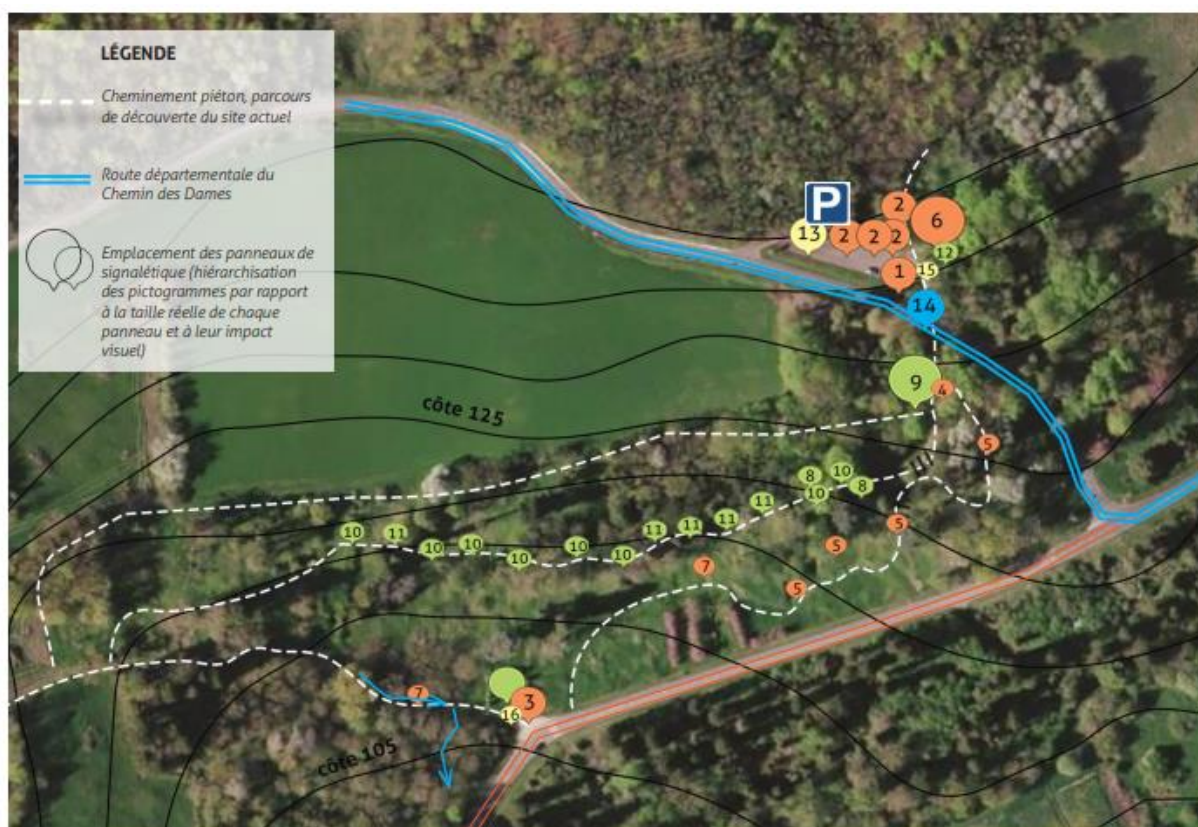 LÉGENDE
Cheminement piéton, parcours
de découverte du site actuel
Route départementale du
Chemin des Dames
Emplacement des panneaux de
signalétique (hiérarchisation
des pictogrammes par rapport
à la taille réelle de chaque
panneau et à leur impact
visuel)
P
2
6
13
2
2
2
12
1
15
14
9
4
côte 125
5
8
10
8
10
11
11
11
11
5
10
11
10
10
10
10
10
5
7
5
7
3
16
côte 105